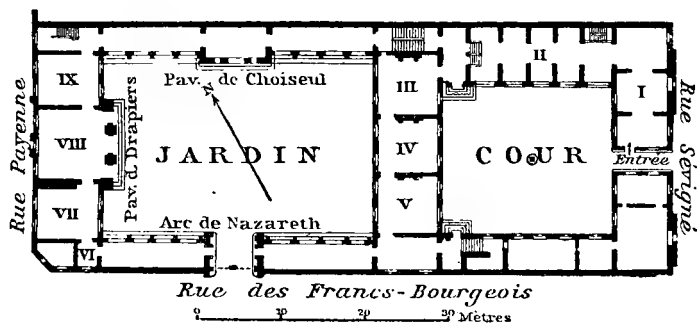 II
IX
Pav. de Choiseul
III
I
N
Rue Payenne
VIII
Pav. d. Drapiers
JARDIN
IV
COUR
1
Entrée
Rue Sévigné
VII
V
Arc de Nazareth
VI
Rue des Francs-Bourgeois
0 10 20 30
Mètres